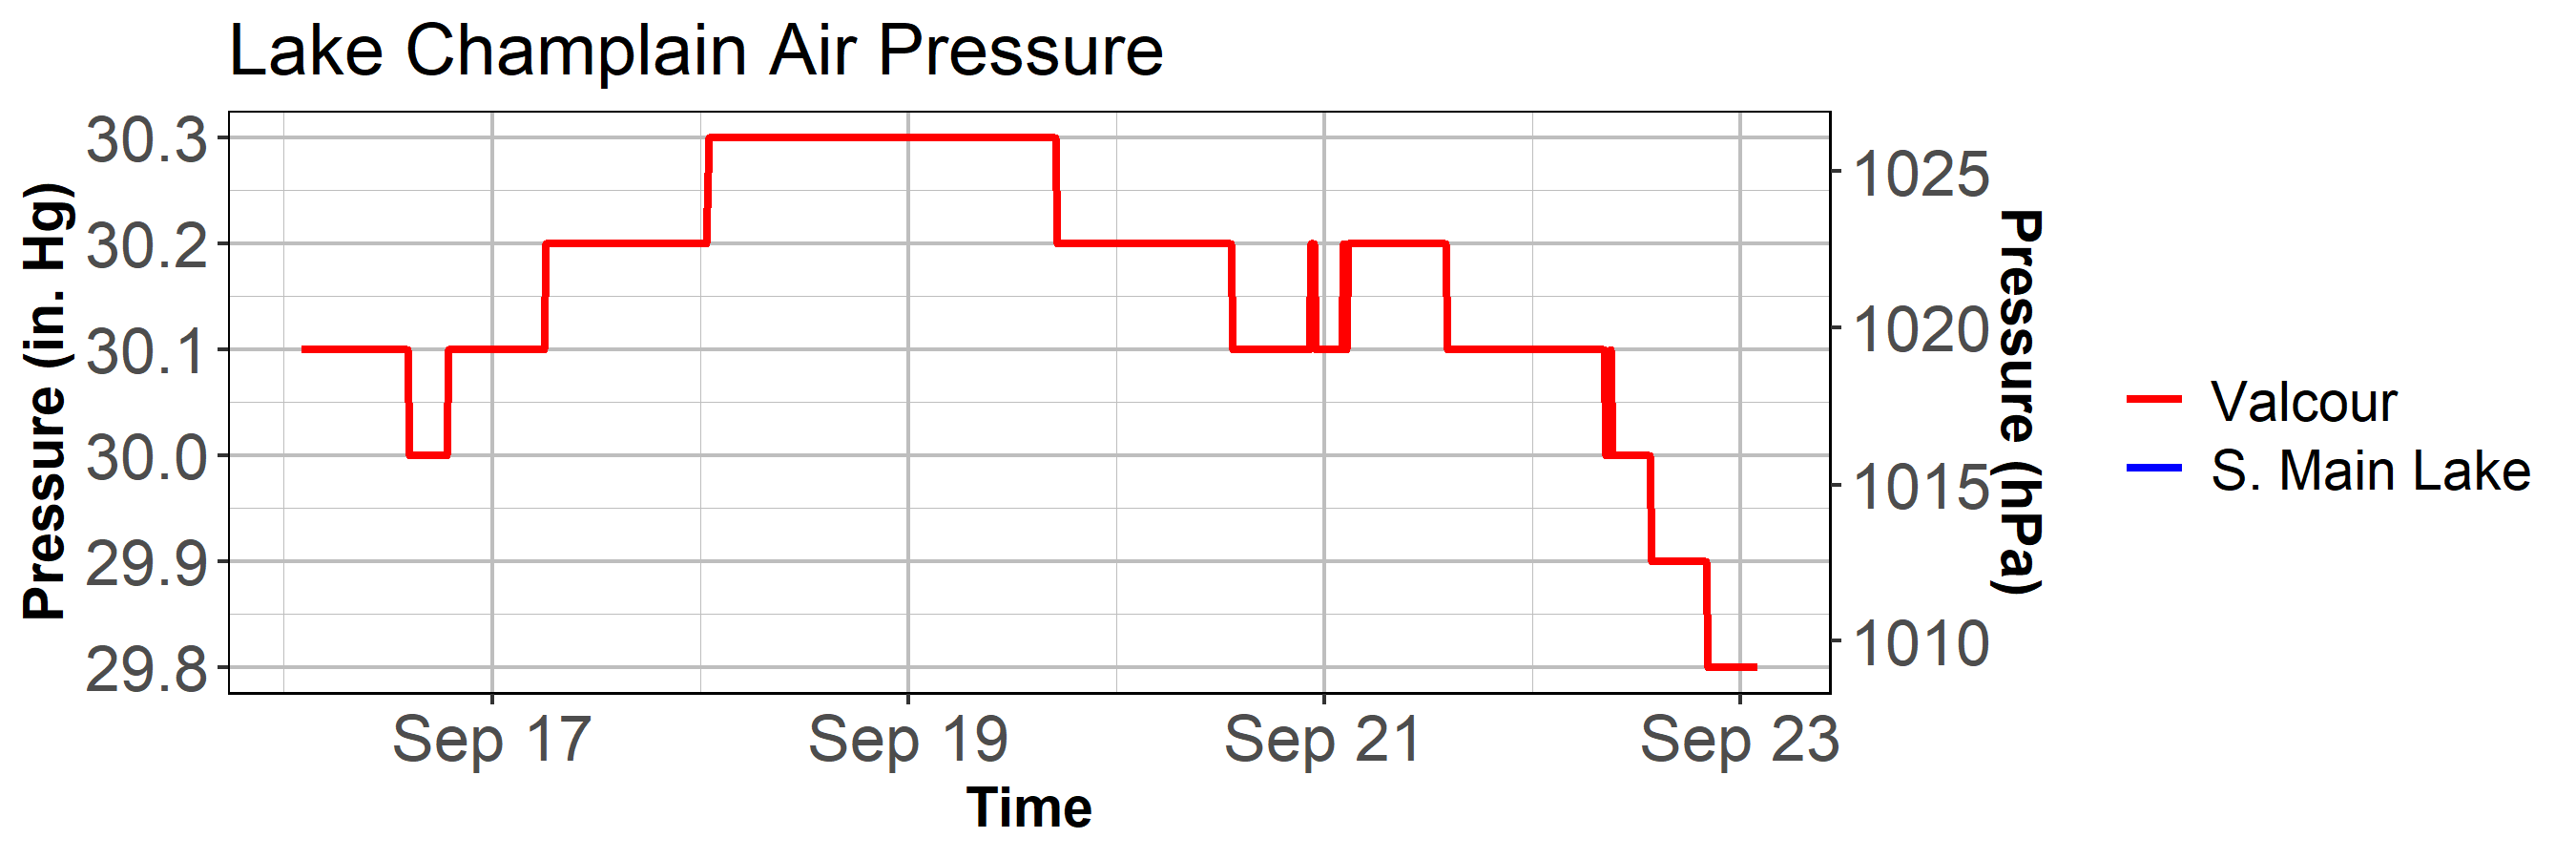 Lake Champlain Air Pressure
Pressure (in. Hg)
30.3
30.2
30.1
30.0
29.9
29.8
1025
1020
1015
1010
Pressure (hPa)
Sep 17
Sep 19
Sep 21
Sep 23
Time
Valcour
S. Main Lake